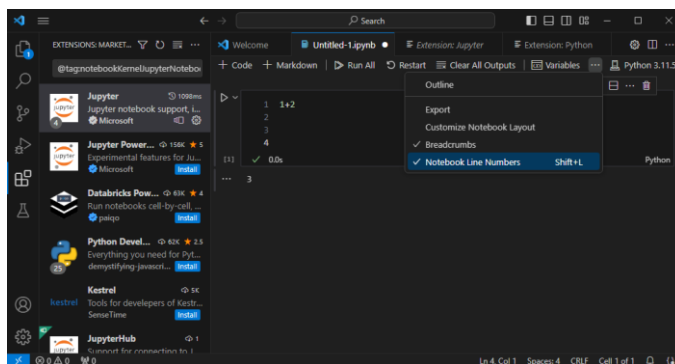 Search
EXTENSIONS: MARKET...
Welcome
Untitled-1.ipynb
Extension: Jupyter
Extension: Python
@tag:notebookKernelJupyterNotebo
+ Code + Markdown Run All Restart Clear All Outputs Variables ... Python 3.11.5
Jupyter 1098ms
Jupyter notebook support, i...
Microsoft
4
Jupyter Power... 156K 5
Experimental features for Ju...
Microsoft Install
Databricks Pow... 63K 4
Run notebooks cell-by-cell, ...
paiqo Install
Python Devel... 62K 2.5
Everything you need for Pyt...
demystifying-javascri... Install
25
Kestrel 5K
kestrel
Tools for develepers of Kestr...
SenseTime Install
JupyterHub 1
Support for connecting to J...
1 1+2
2
3
4
[1] 0.0s
Python
... 3
Outline
Export
Customize Notebook Layout
Breadcrumbs
Notebook Line Numbers Shift+L
0 0 0
Ln 4, Col 1 Spaces: 4 CRLF Cell 1 of 1